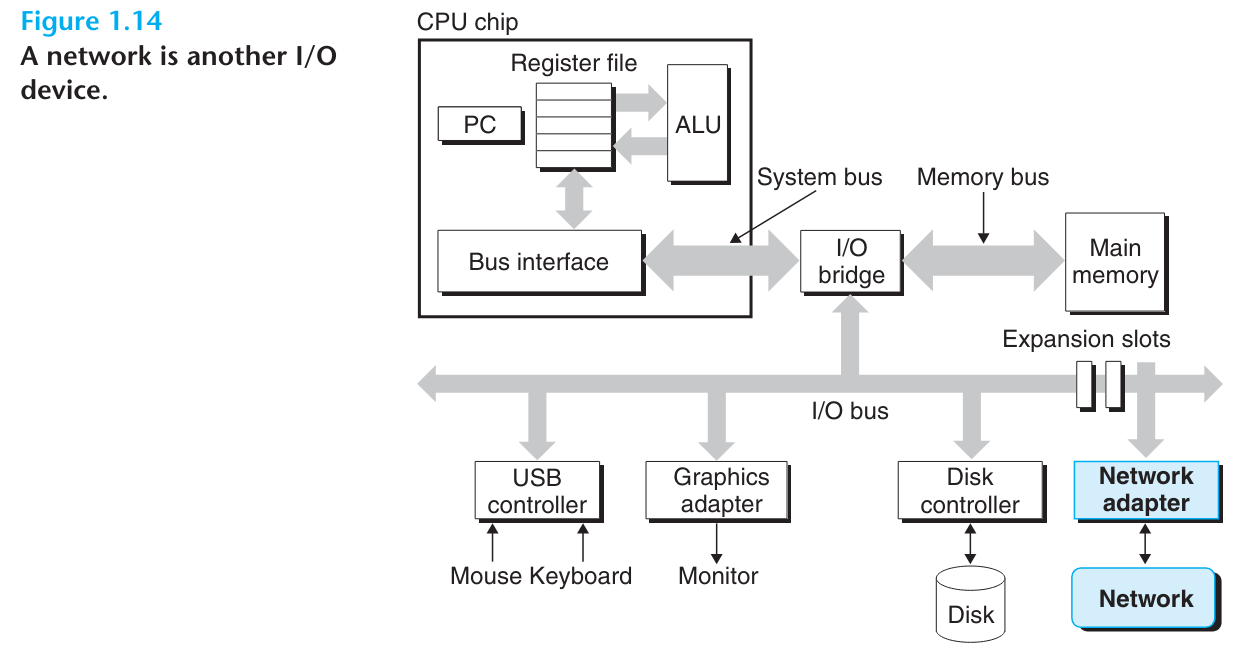 Figure 1.14
A network is another I/O
device.
CPU chip
Register file
PC
ALU
System bus
Memory bus
Bus interface
I/O
bridge
Main
memory
Expansion slots
I/O bus
USB
controller
Graphics
adapter
Disk
controller
Network
adapter
Mouse Keyboard
Monitor
Disk
Network